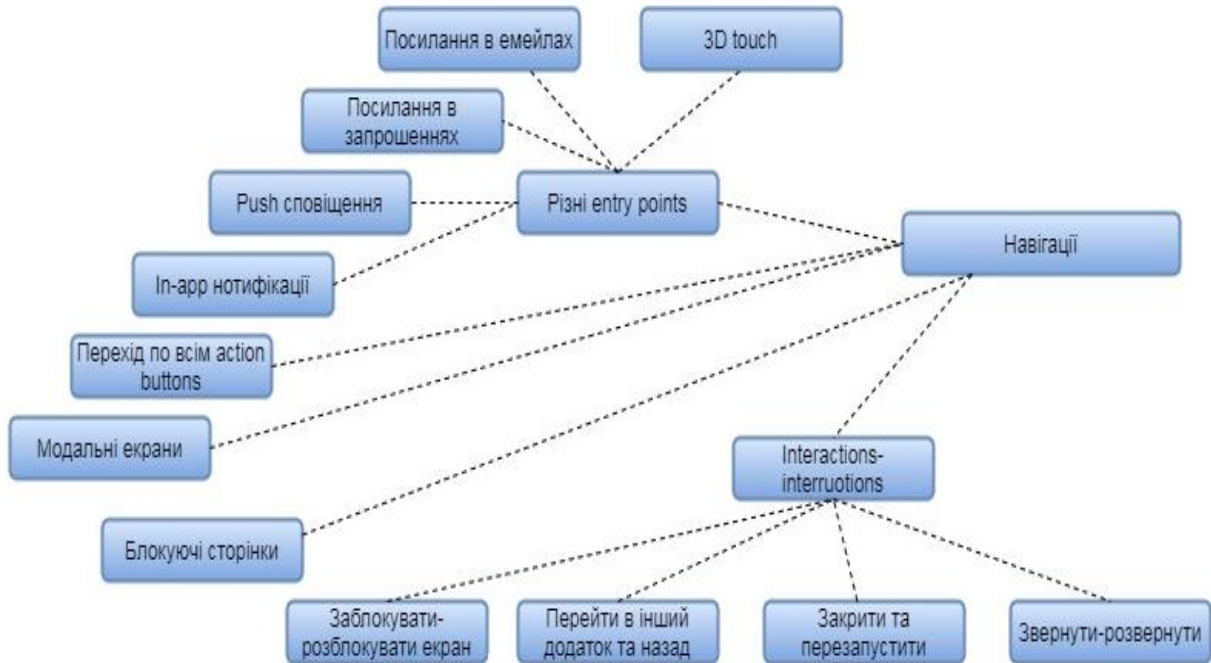 Посилання в емейлах
3D touch
Посилання в
запрошеннях
Push сповіщення
Різні entry points
Навігації
In-app нотифікації
Перехід по всім action
buttons
Модальні екрани
Interactions-
interruotions
Блокуючі сторінки
Заблокувати-
розблокувати екран
Перейти в інший
додаток та назад
Закрити та
перезапустити
Звернути-розвернути